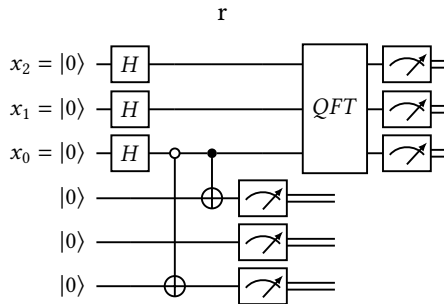 r
x₂ = |0⟩ H
x₁ = |0⟩ H QFT
x₀ = |0⟩ H
|0⟩
|0⟩
|0⟩